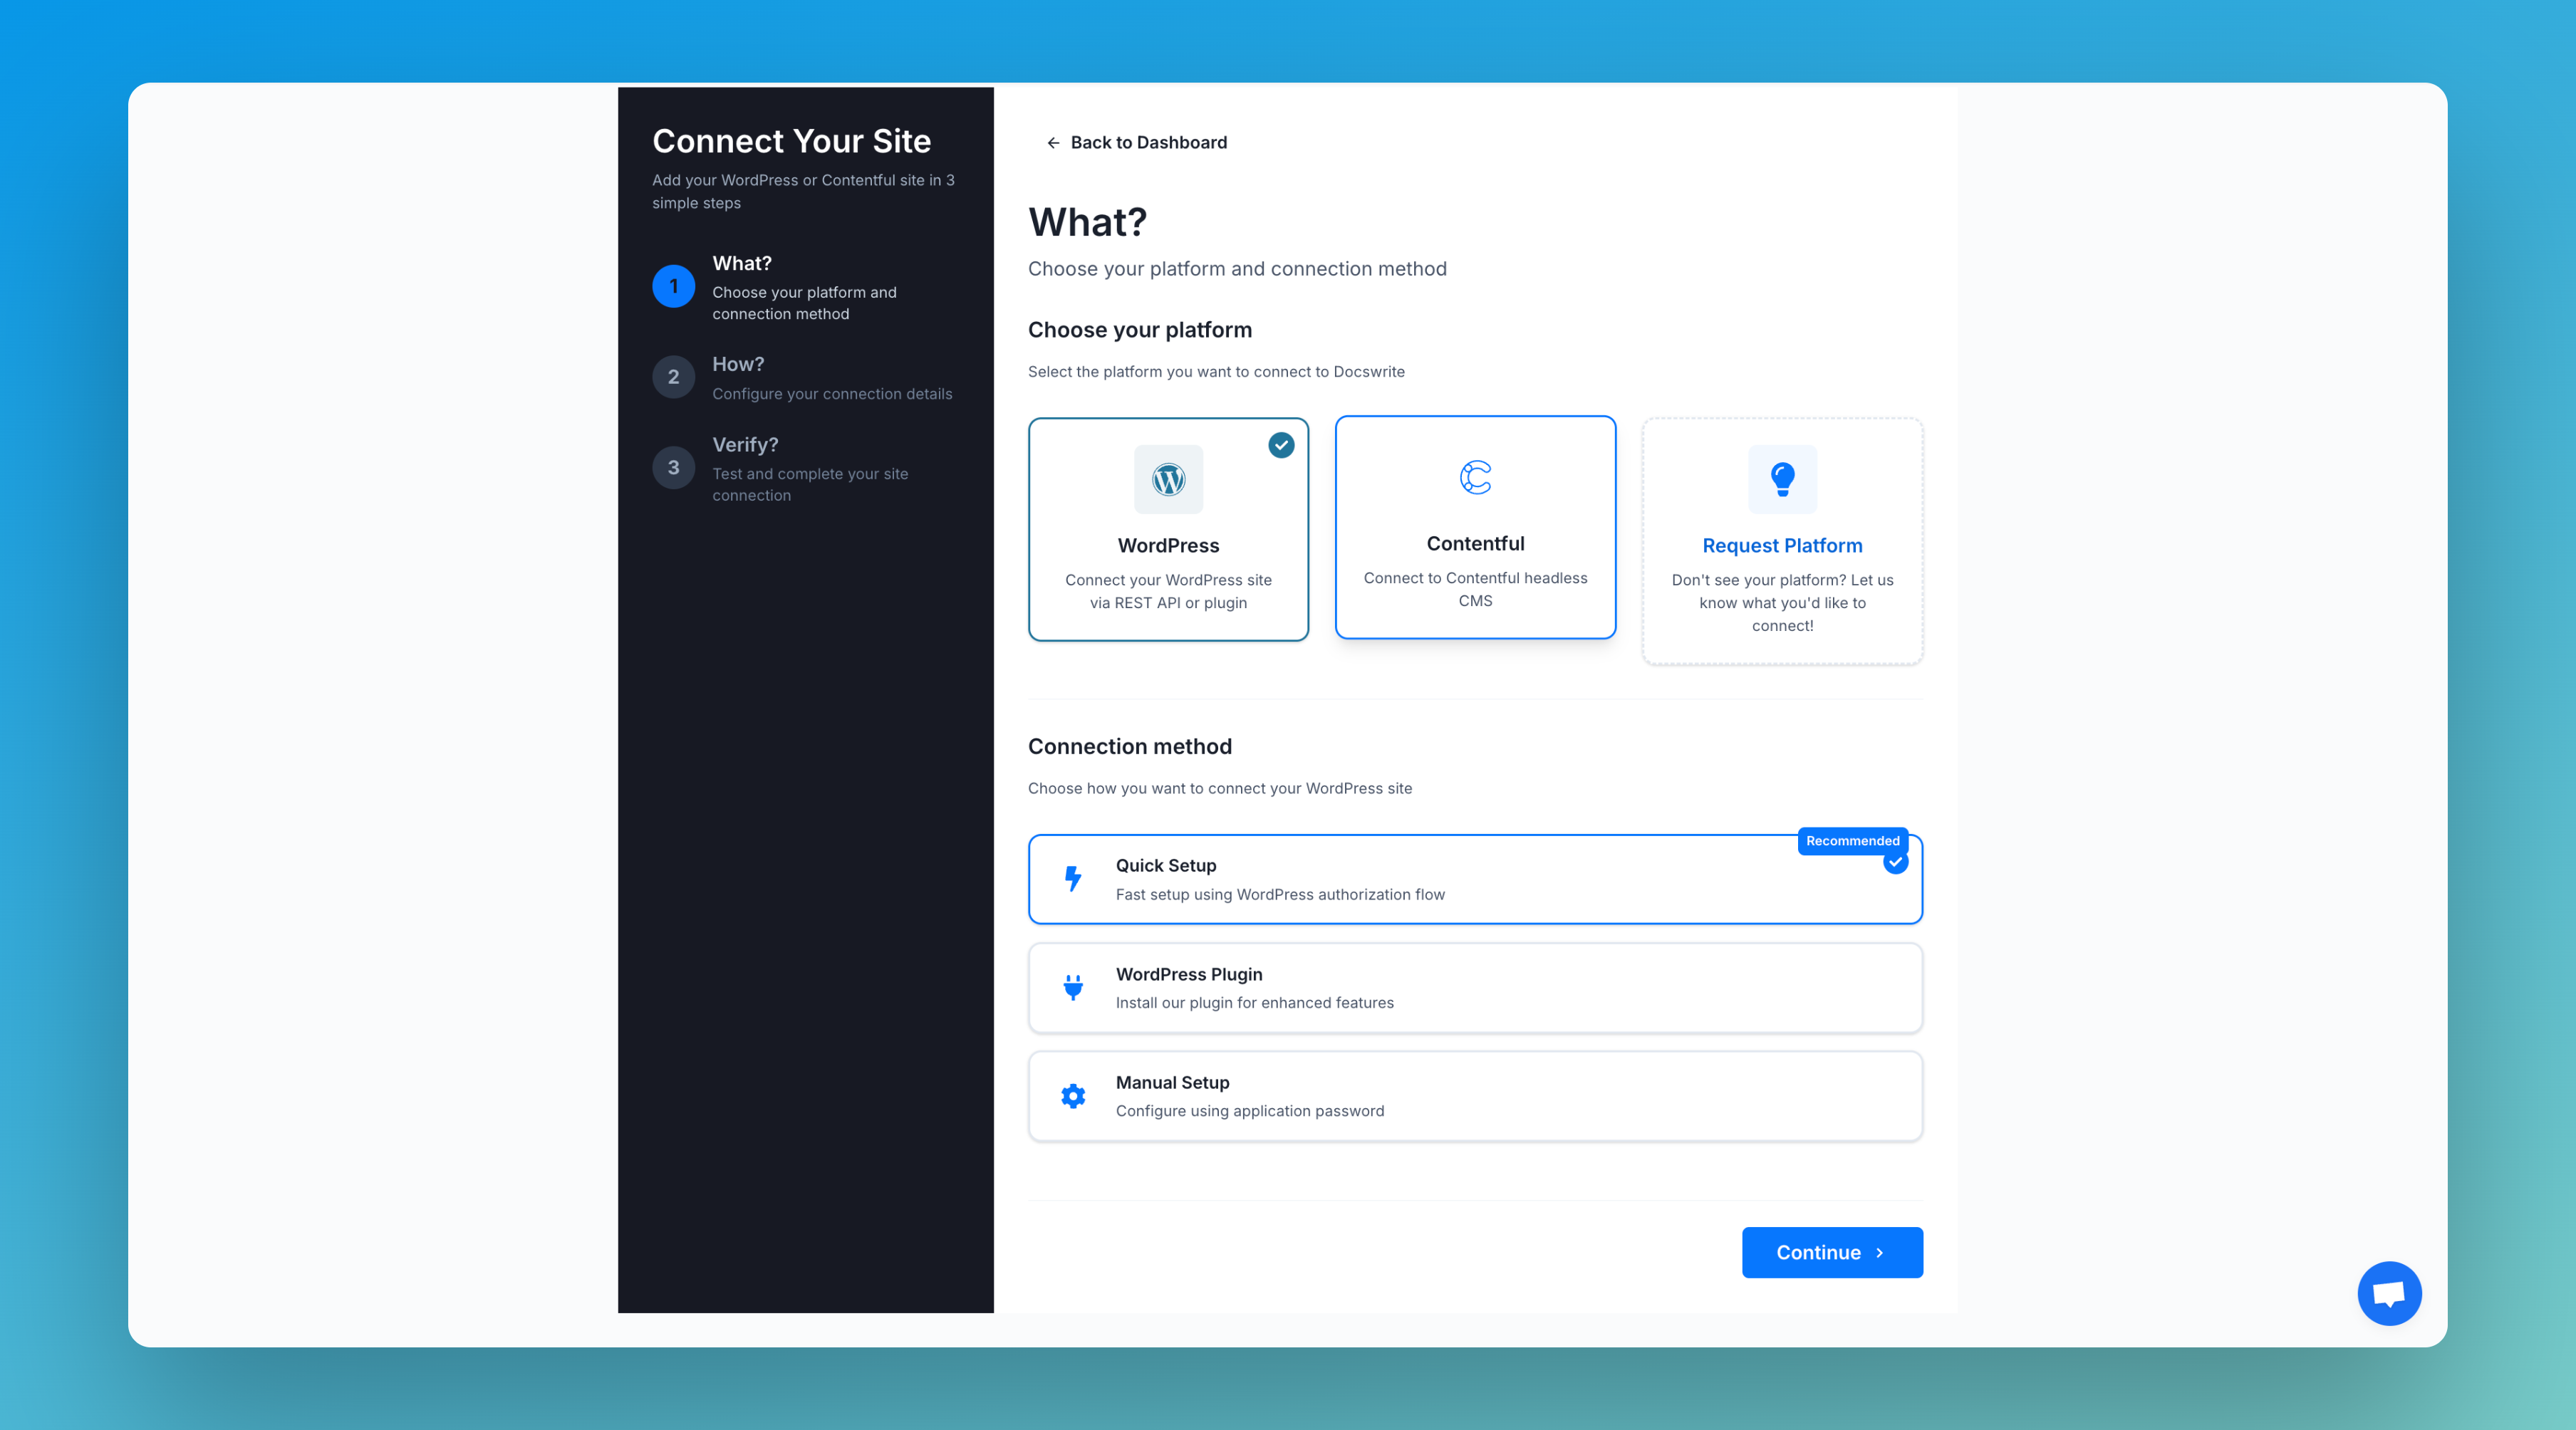 Connect Your Site
Add your WordPress or Contentful site in 3
simple steps
1
What?
Choose your platform and
connection method
2
How?
Configure your connection details
3
Verify?
Test and complete your site
connection
← Back to Dashboard
What?
Choose your platform and connection method
Choose your platform
Select the platform you want to connect to Docswrite
WordPress
Connect your WordPress site
via REST API or plugin
Contentful
Connect to Contentful headless
CMS
Request Platform
Don't see your platform? Let us
know what you'd like to
connect!
Connection method
Choose how you want to connect your WordPress site
Recommended
Quick Setup
Fast setup using WordPress authorization flow
WordPress Plugin
Install our plugin for enhanced features
Manual Setup
Configure using application password
Continue